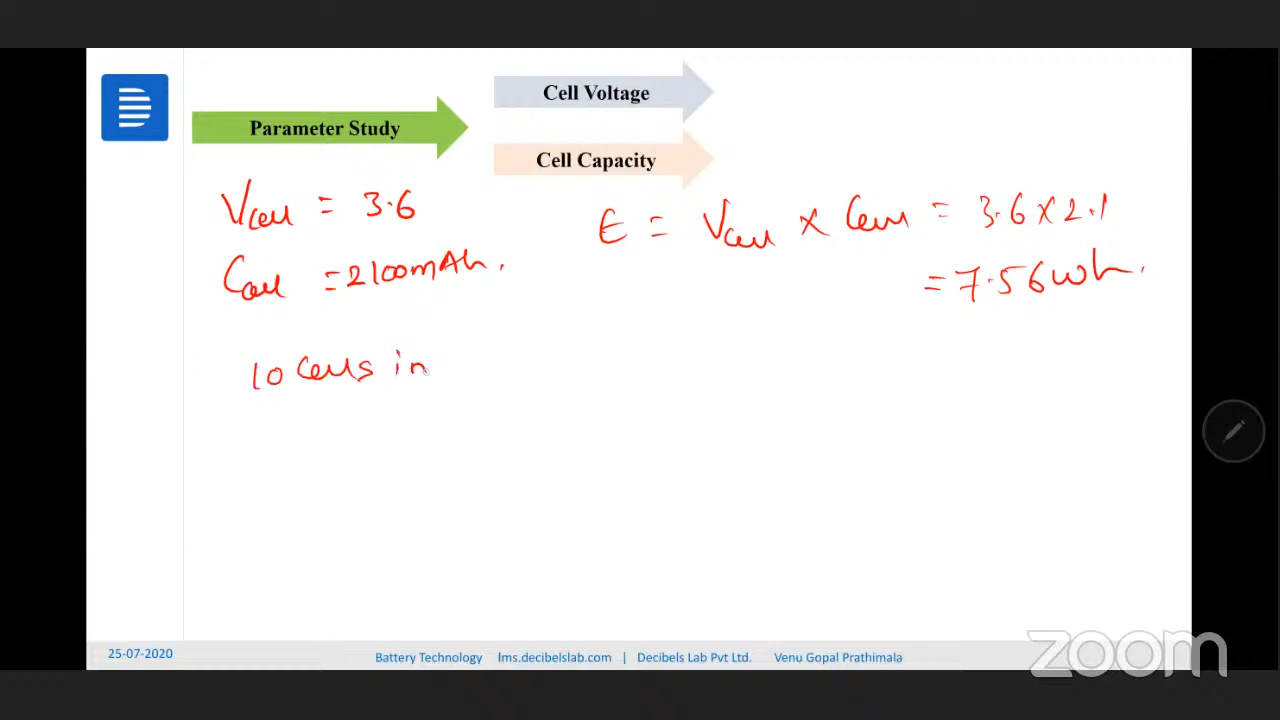 Cell Voltage
Parameter Study
Cell Capacity
Vcell = 3.6
Ccell = 2100mAh.
E = Vcell × Ccell = 3.6 × 2.1
= 7.56wh.
10 Cells in
25-07-2020
Battery Technology lms.decibelslab.com | Decibels Lab Pvt Ltd. Venu Gopal Prathimala
zoom